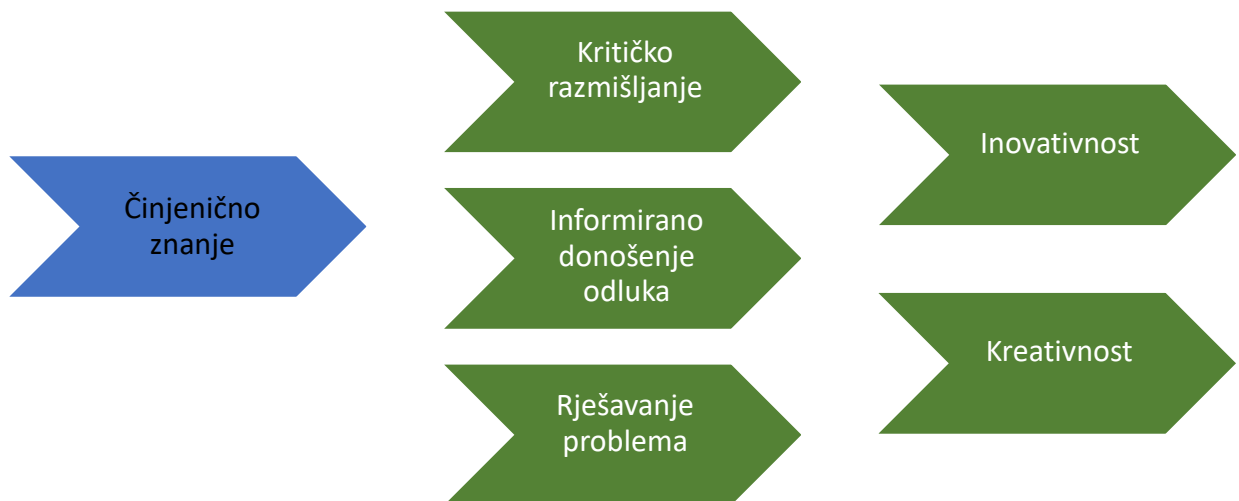 Činjenično
znanje
Kritičko
razmišljanje
Informirano
donošenje
odluka
Rješavanje
problema
Inovativnost
Kreativnost